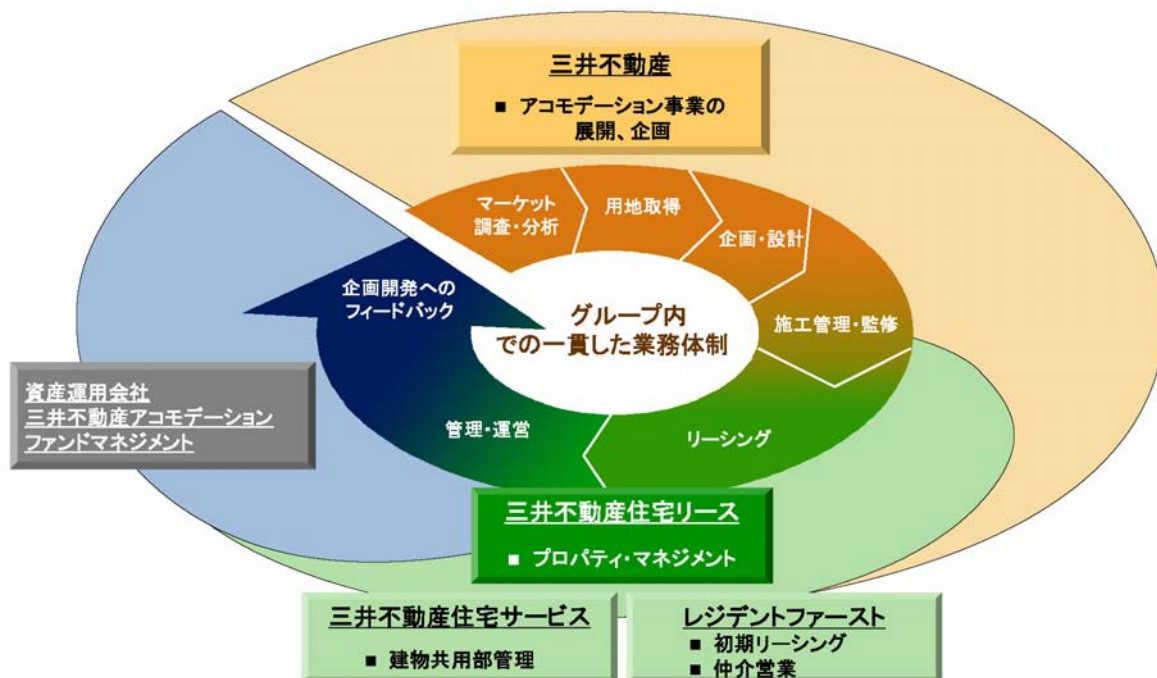 三井不動産
■ アコモデーション事業の
展開、企画
マーケット
調査・分析
用地取得
企画・設計
施工管理・監修
リーシング
管理・運営
企画開発への
フィードバック
グループ内
での一貫した業務体制
資産運用会社
三井不動産アコモデーション
ファンドマネジメント
三井不動産住宅リース
■ プロパティ・マネジメント
三井不動産住宅サービス
■ 建物共用部管理
レジデントファースト
■ 初期リーシング
■ 仲介営業